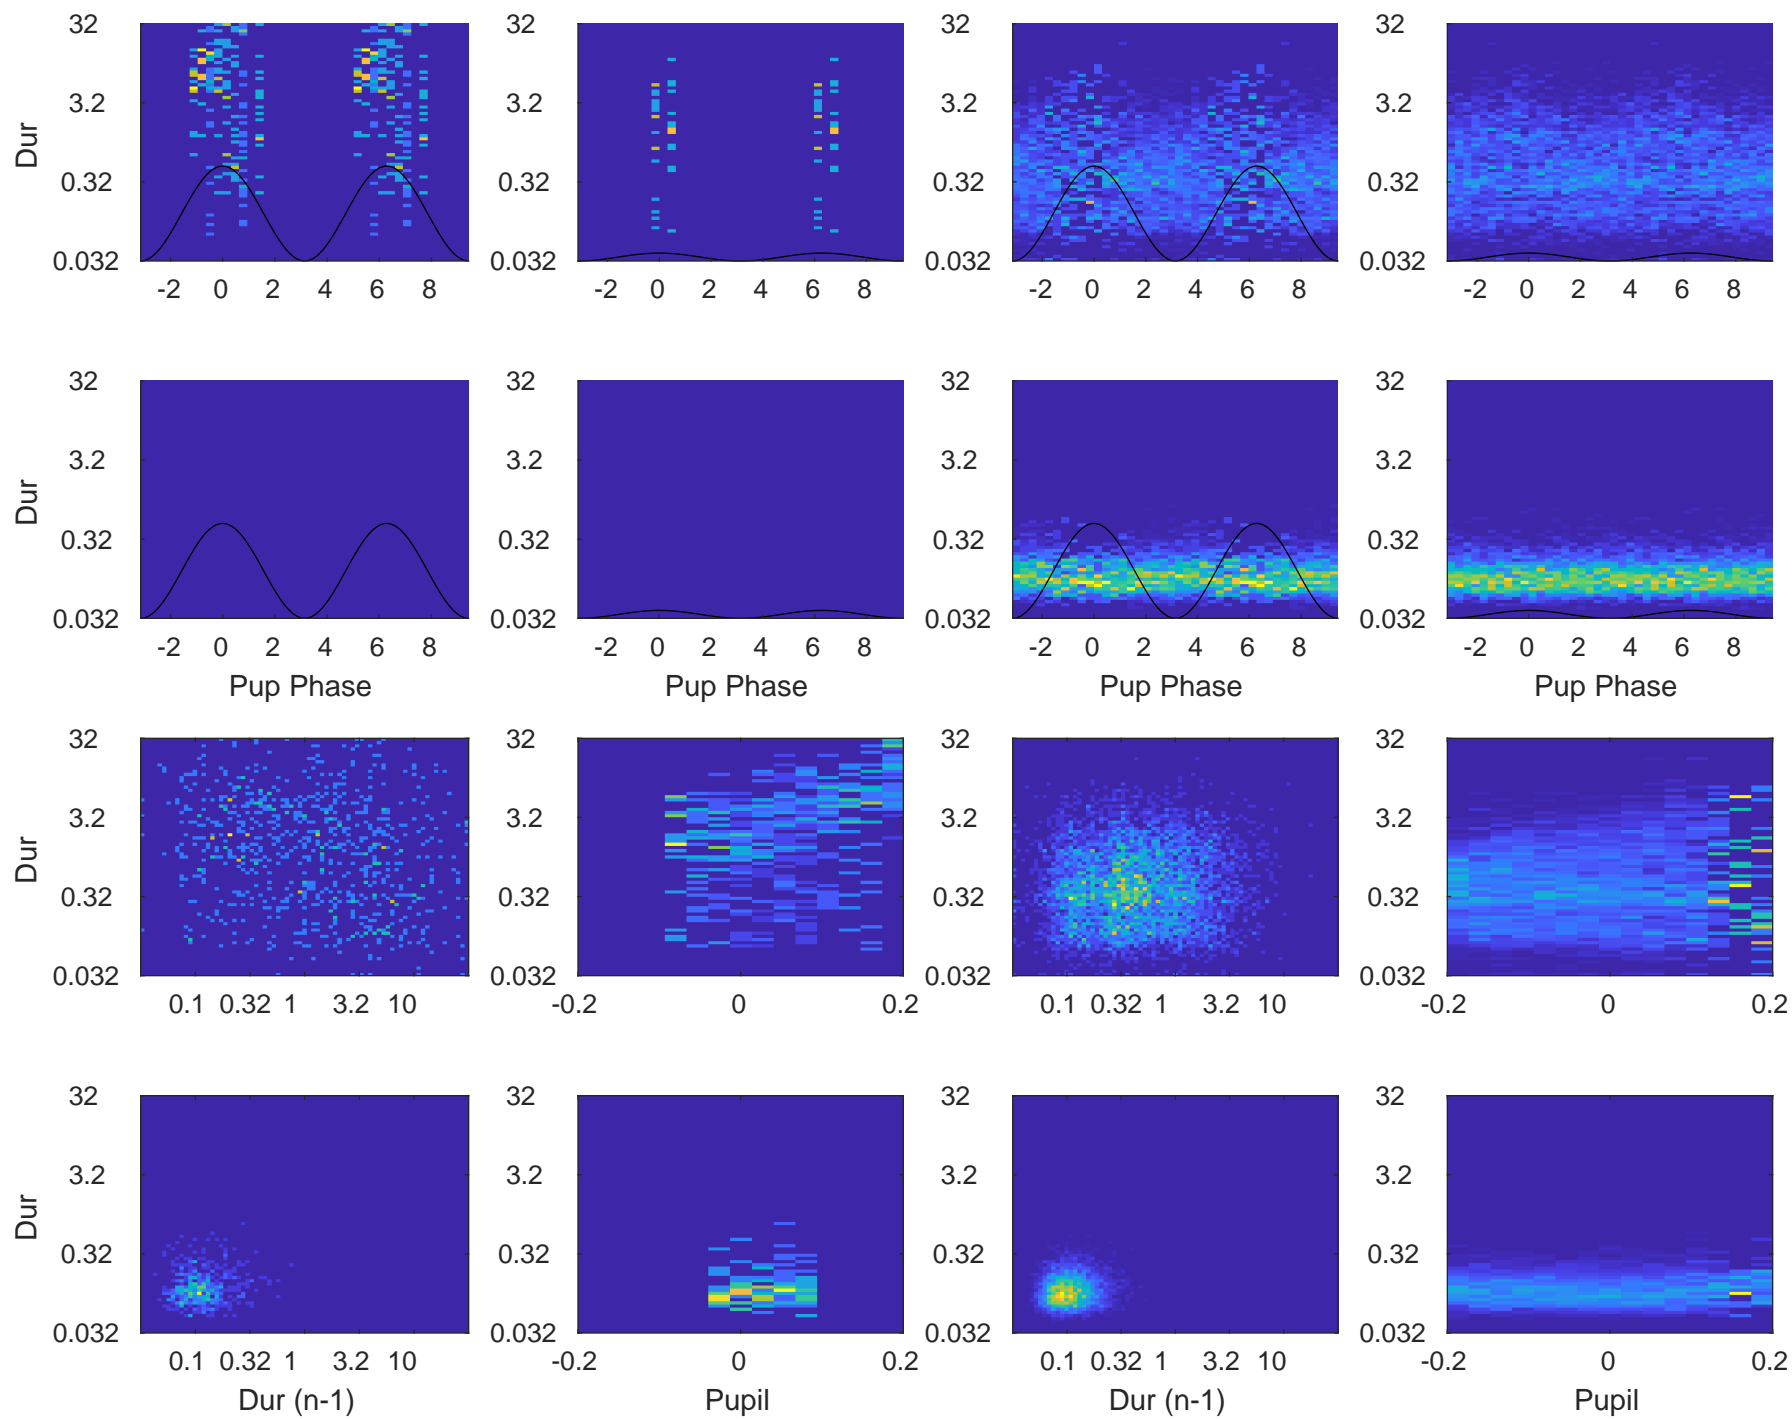 32 32 32 32
Dur 3.2 3.2 3.2 3.2
0.32 0.32 0.32 0.32
0.032 0.032 0.032 0.032
-2 0 2 4 6 8 -2 0 2 4 6 8 -2 0 2 4 6 8 -2 0 2 4 6 8
32 32 32 32
Dur 3.2 3.2 3.2 3.2
0.32 0.32 0.32 0.32
0.032 0.032 0.032 0.032
-2 0 2 4 6 8 -2 0 2 4 6 8 -2 0 2 4 6 8 -2 0 2 4 6 8
Pup Phase Pup Phase Pup Phase Pup Phase
32 32 32 32
Dur 3.2 3.2 3.2 3.2
0.32 0.32 0.32 0.32
0.032 0.032 0.032 0.032
0.1 0.32 1 3.2 10 -0.2 0 0.2 0.1 0.32 1 3.2 10 -0.2 0 0.2
32 32 32 32
Dur 3.2 3.2 3.2 3.2
0.32 0.32 0.32 0.32
0.032 0.032 0.032 0.032
0.1 0.32 1 3.2 10 -0.2 0 0.2 0.1 0.32 1 3.2 10 -0.2 0 0.2
Dur (n-1) Pupil Dur (n-1) Pupil